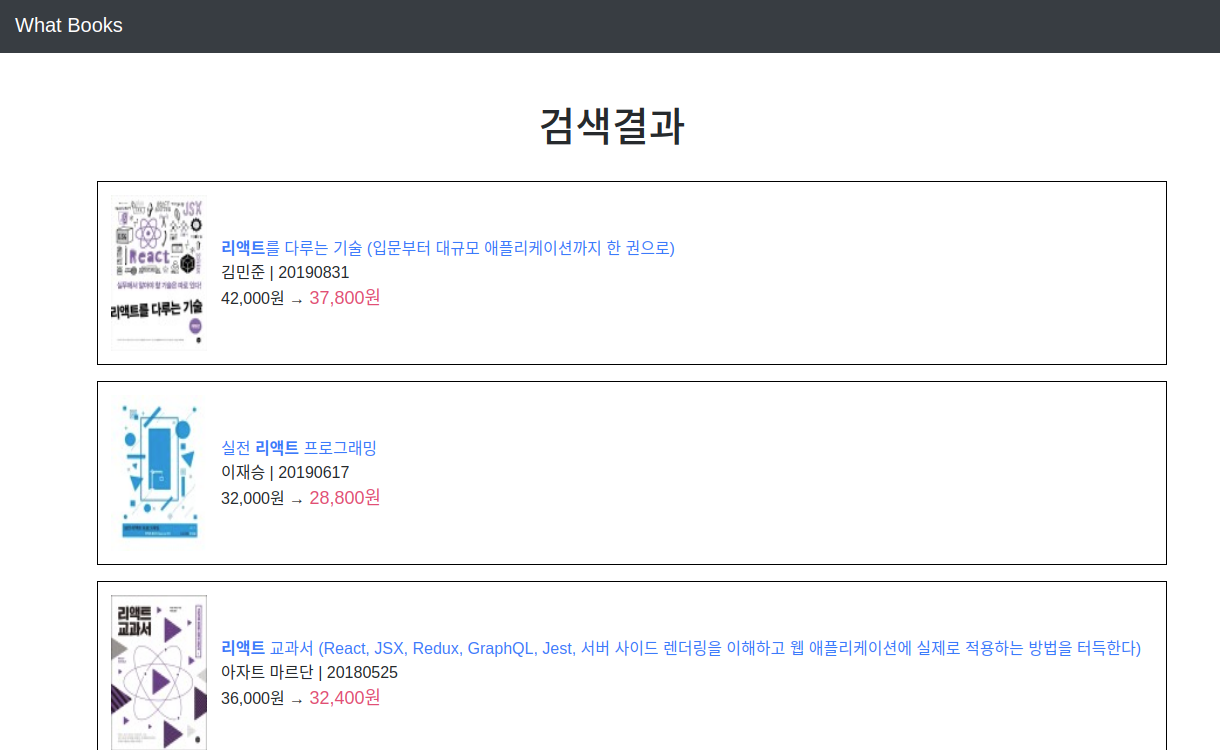 What Books
검색결과
JSX
React
실무에서 알아야 할 기술은 따로 있다!
리액트를 다루는 기술
리액트를 다루는 기술 (입문부터 대규모 애플리케이션까지 한 권으로)
김민준 | 20190831
42,000원 → 37,800원
실전 리액트 프로그래밍
이재승 | 20190617
32,000원 → 28,800원
리액트
교과서
리액트 교과서 (React, JSX, Redux, GraphQL, Jest, 서버 사이드 렌더링을 이해하고 웹 애플리케이션에 실제로 적용하는 방법을 터득한다)
아자트 마르단 | 20180525
36,000원 → 32,400원